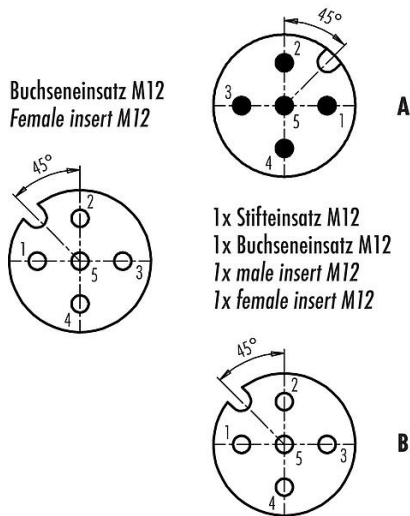 Buchseneinsatz M12
Female insert M12
45°
1
2
3
4
5
45°
2
3
5
1
4
A
1x Stifteinsatz M12
1x Buchseneinsatz M12
1x male insert M12
1x female insert M12
45°
2
1
5
3
4
B